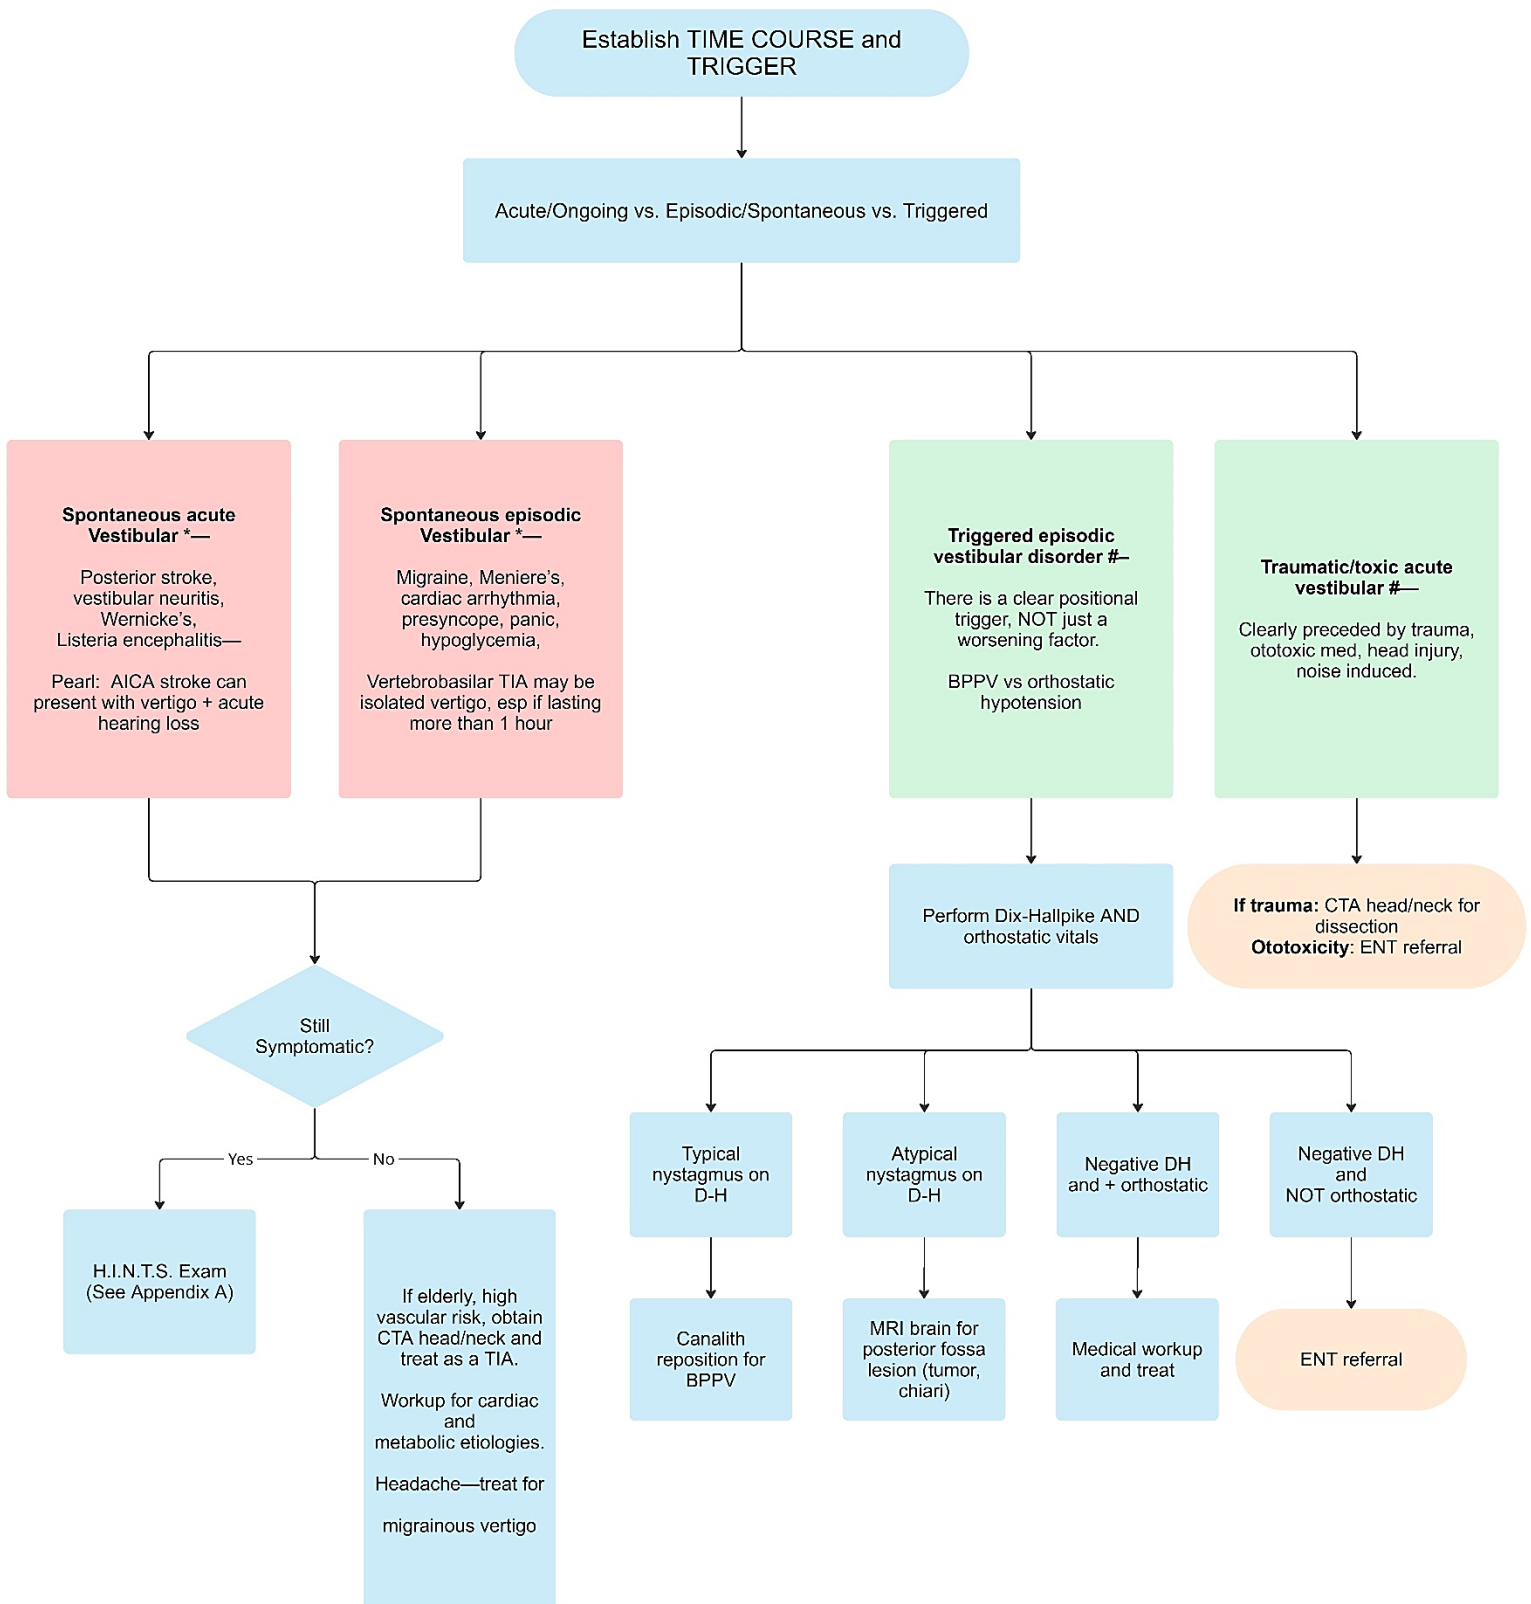 Establish TIME COURSE and
TRIGGER
Acute/Ongoing vs. Episodic/Spontaneous vs. Triggered
Spontaneous acute
Vestibular *—
Posterior stroke,
vestibular neuritis,
Wernicke's,
Listeria encephalitis—
Pearl:  AICA stroke can
present with vertigo + acute
hearing loss
Spontaneous episodic
Vestibular *—
Migraine, Meniere's,
cardiac arrhythmia,
presyncope, panic,
hypoglycemia,
Vertebrobasilar TIA may be
isolated vertigo, esp if lasting
more than 1 hour
Triggered episodic
vestibular disorder #–
There is a clear positional
trigger, NOT just a
worsening factor.
BPPV vs orthostatic
hypotension
Traumatic/toxic acute
vestibular #—
Clearly preceded by trauma,
ototoxic med, head injury,
noise induced.
Perform Dix-Hallpike AND
orthostatic vitals
If trauma: CTA head/neck for
dissection
Ototoxicity: ENT referral
Still
Symptomatic?
Yes
No
H.I.N.T.S. Exam
(See Appendix A)
If elderly, high
vascular risk, obtain
CTA head/neck and
treat as a TIA.
Workup for cardiac
and
metabolic etiologies.
Headache—treat for
migrainous vertigo
Typical
nystagmus on
D-H
Atypical
nystagmus on
D-H
Negative DH
and + orthostatic
Negative DH
and
NOT orthostatic
Canalith
reposition for
BPPV
MRI brain for
posterior fossa
lesion (tumor,
chiari)
Medical workup
and treat
ENT referral